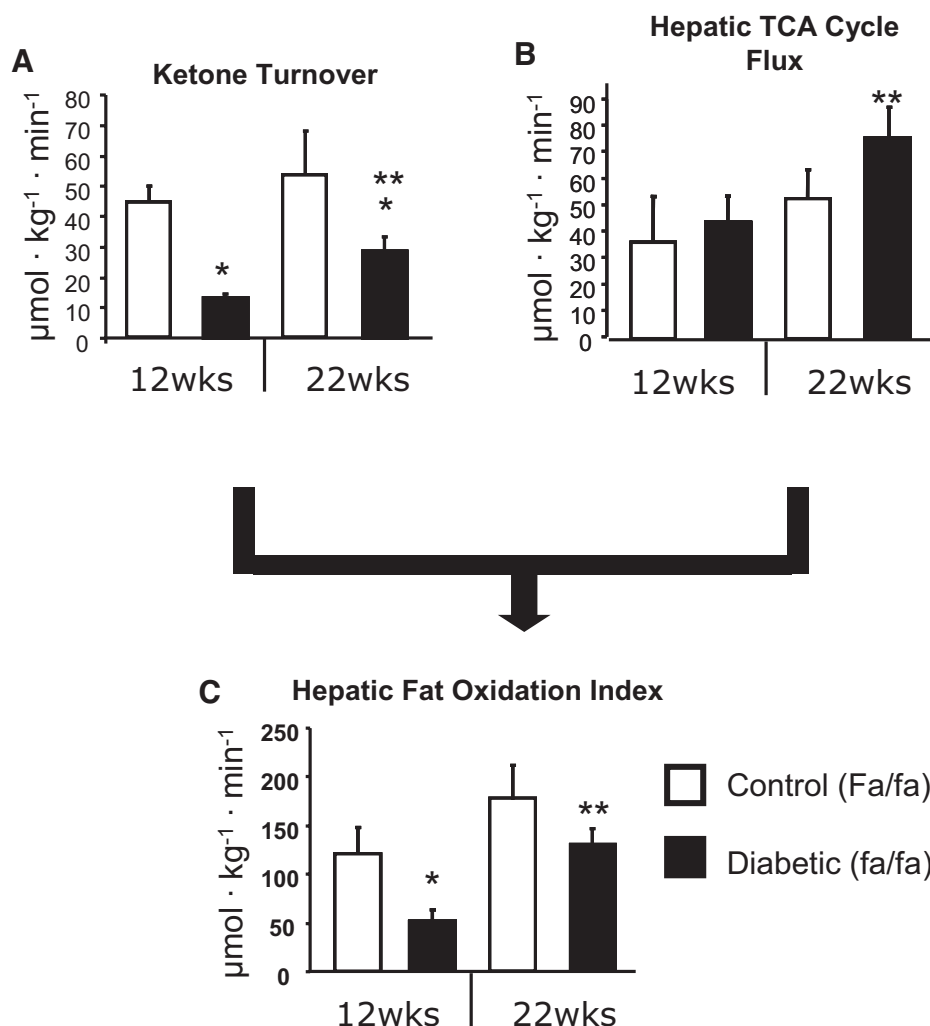 A
Ketone Turnover
µmol · kg⁻¹ · min⁻¹
80
70
60
50
40
30
20
10
0
*
**
*
12wks
22wks
B
Hepatic TCA Cycle
Flux
µmol · kg⁻¹ · min⁻¹
90
80
70
60
50
40
30
20
10
0
**
12wks
22wks
C
Hepatic Fat Oxidation Index
µmol · kg⁻¹ · min⁻¹
250
200
150
100
50
0
*
**
12wks
22wks
Control (Fa/fa)
Diabetic (fa/fa)